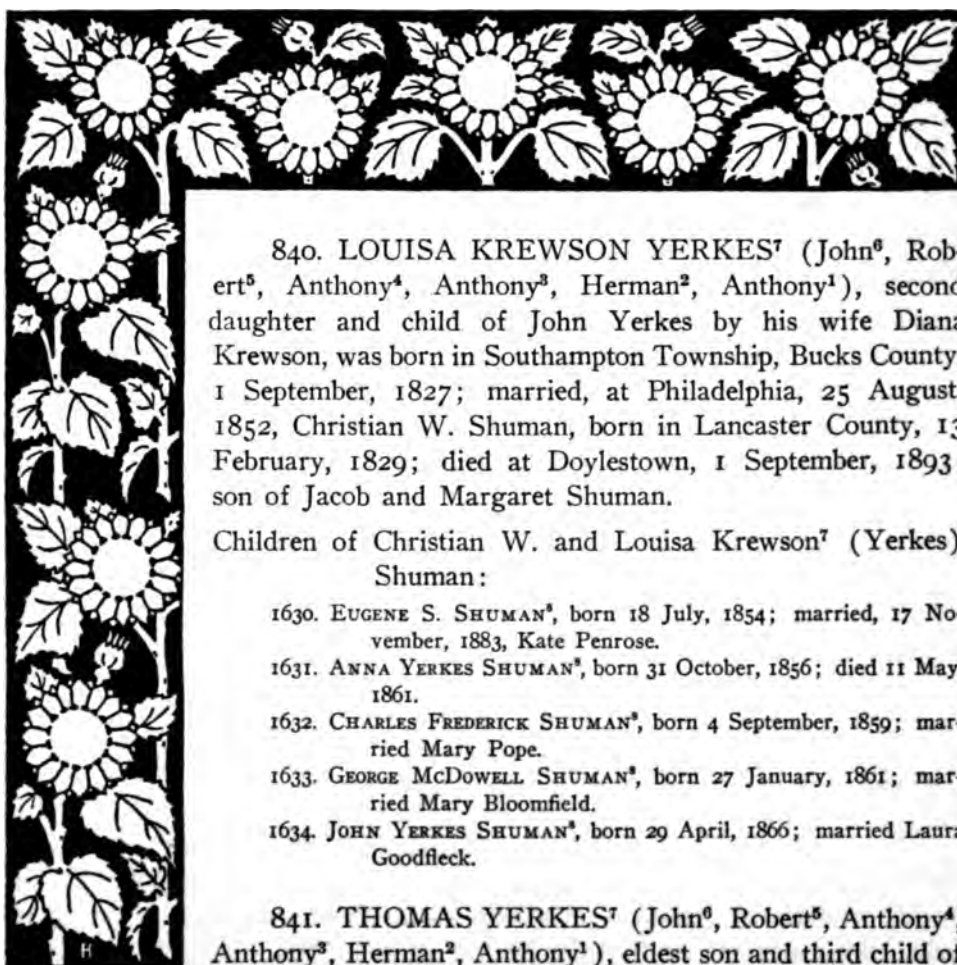 840. LOUISA KREWSON YERKES⁷ (John⁶, Rob-
ert⁵, Anthony⁴, Anthony³, Herman², Anthony¹), second
daughter and child of John Yerkes by his wife Diana
Krewson, was born in Southampton Township, Bucks County
1 September, 1827; married, at Philadelphia, 25 August
1852, Christian W. Shuman, born in Lancaster County, 13
February, 1829; died at Doylestown, 1 September, 1893
son of Jacob and Margaret Shuman.
Children of Christian W. and Louisa Krewson⁷ (Yerkes)
Shuman:
1630. EUGENE S. SHUMAN⁸, born 18 July, 1854; married, 17 No-
vember, 1883, Kate Penrose.
1631. ANNA YERKES SHUMAN⁸, born 31 October, 1856; died 11 May
1861.
1632. CHARLES FREDERICK SHUMAN⁸, born 4 September, 1859; mar-
ried Mary Pope.
1633. GEORGE MCDOWELL SHUMAN⁸, born 27 January, 1861; mar-
ried Mary Bloomfield.
1634. JOHN YERKES SHUMAN⁸, born 29 April, 1866; married Laura
Goodfleck.
841. THOMAS YERKES⁷ (John⁶, Robert⁵, Anthony⁴,
Anthony³, Herman², Anthony¹), eldest son and third child of
H